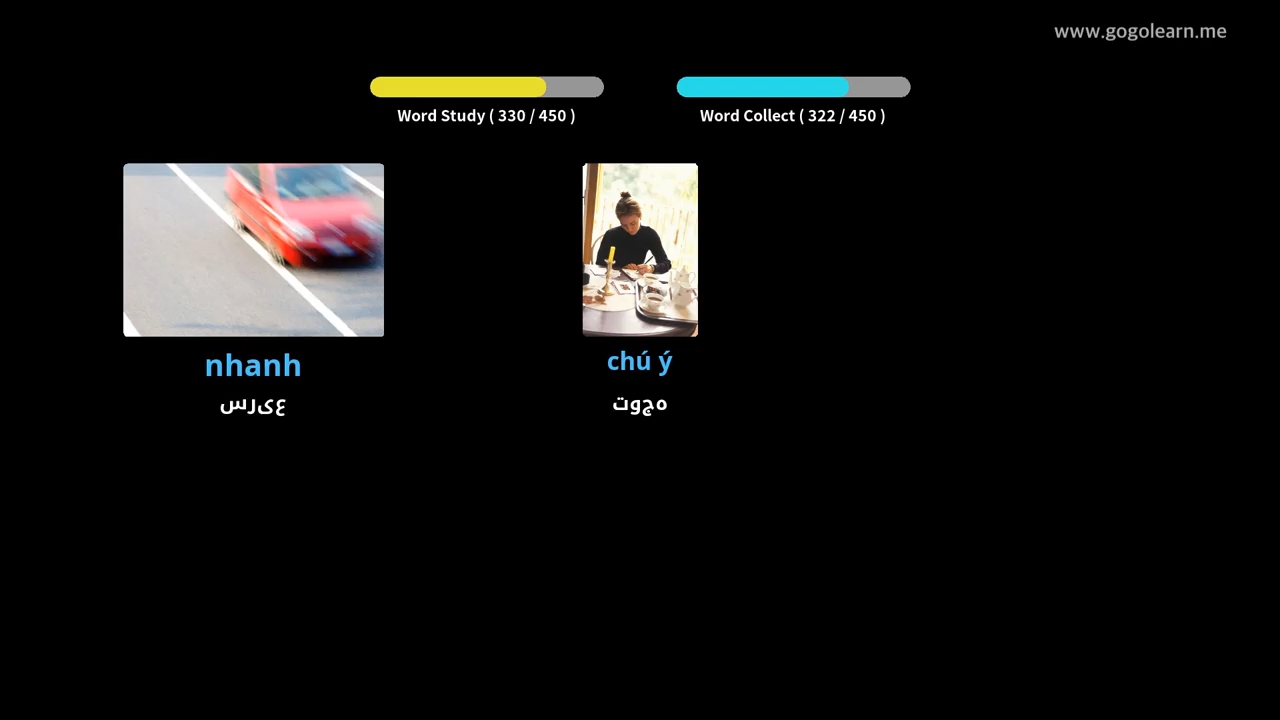 www.gogolearn.me
Word Study ( 330 / 450 )
Word Collect ( 322 / 450 )
nhanh
سریع
chú ý
توجه